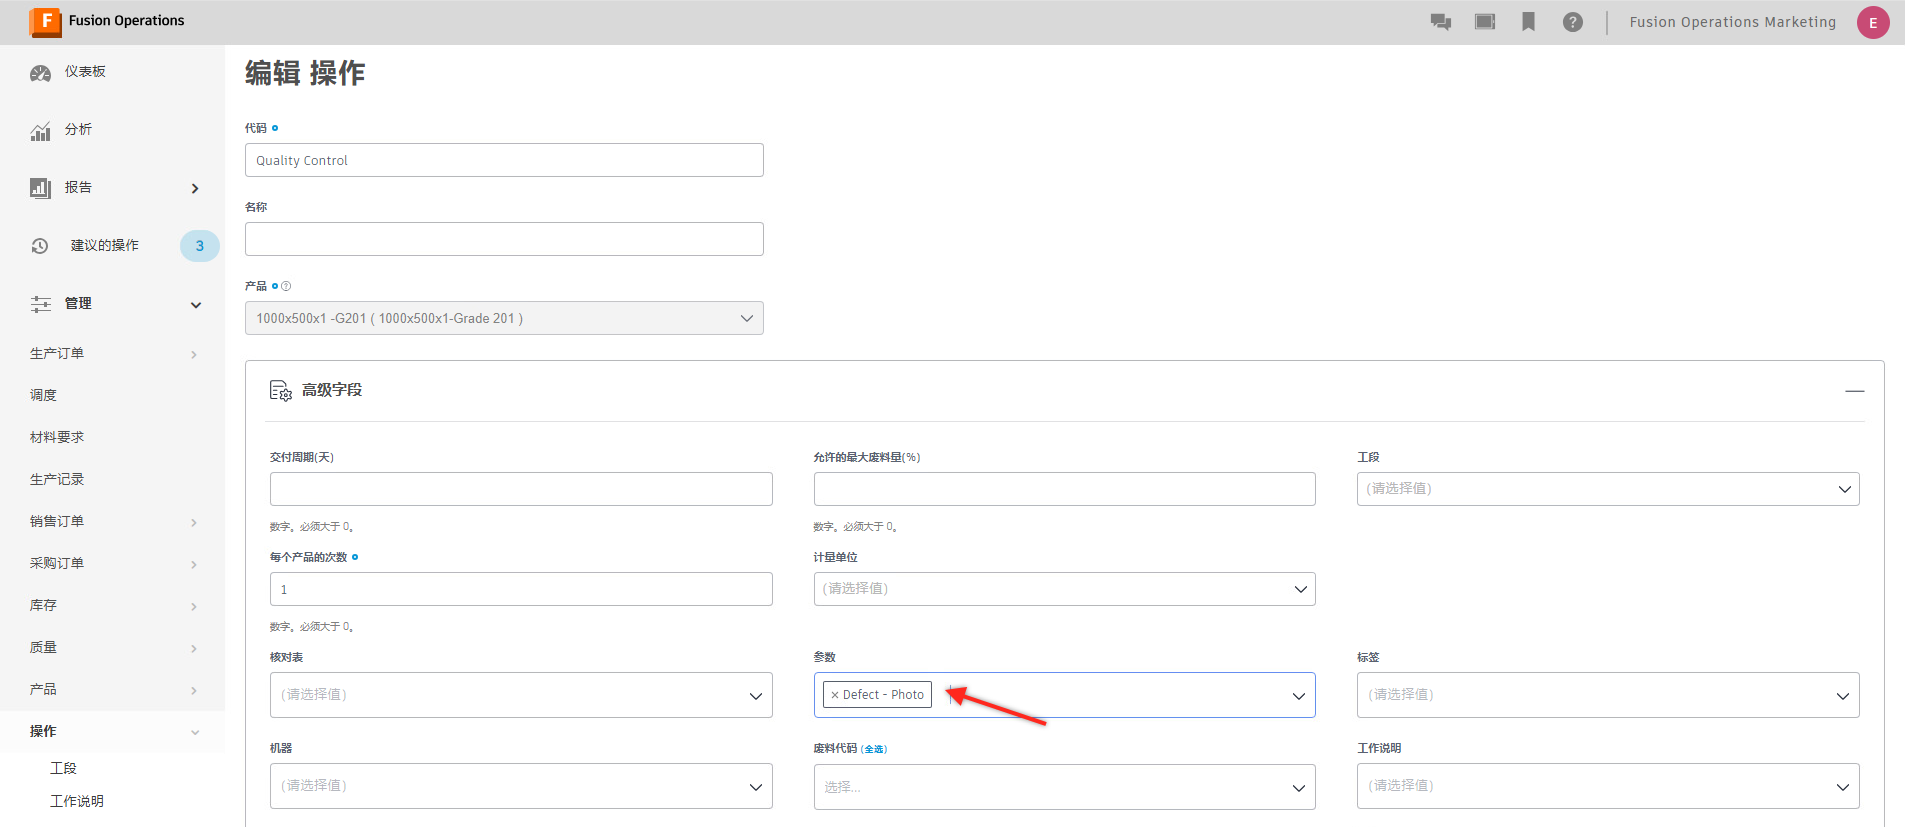 F Fusion Operations
Fusion Operations Marketing
E
仪表板
分析
报告
建议的操作 3
管理
生产订单
调度
材料要求
生产记录
销售订单
采购订单
库存
质量
产品
操作
工段
工作说明
编辑 操作
代码
Quality Control
名称
产品 ?
1000x500x1 -G201 ( 1000x500x1-Grade 201 )
高级字段
交付周期(天) 允许的最大废料量(%) 工段
(请选择值)
数字。必须大于 0。 数字。必须大于 0。
每个产品的次数 计量单位
1 (请选择值)
数字。必须大于 0。
核对表 参数 标签
(请选择值) × Defect - Photo (请选择值)
机器 废料代码 (全选) 工作说明
(请选择值) 选择... (请选择值)